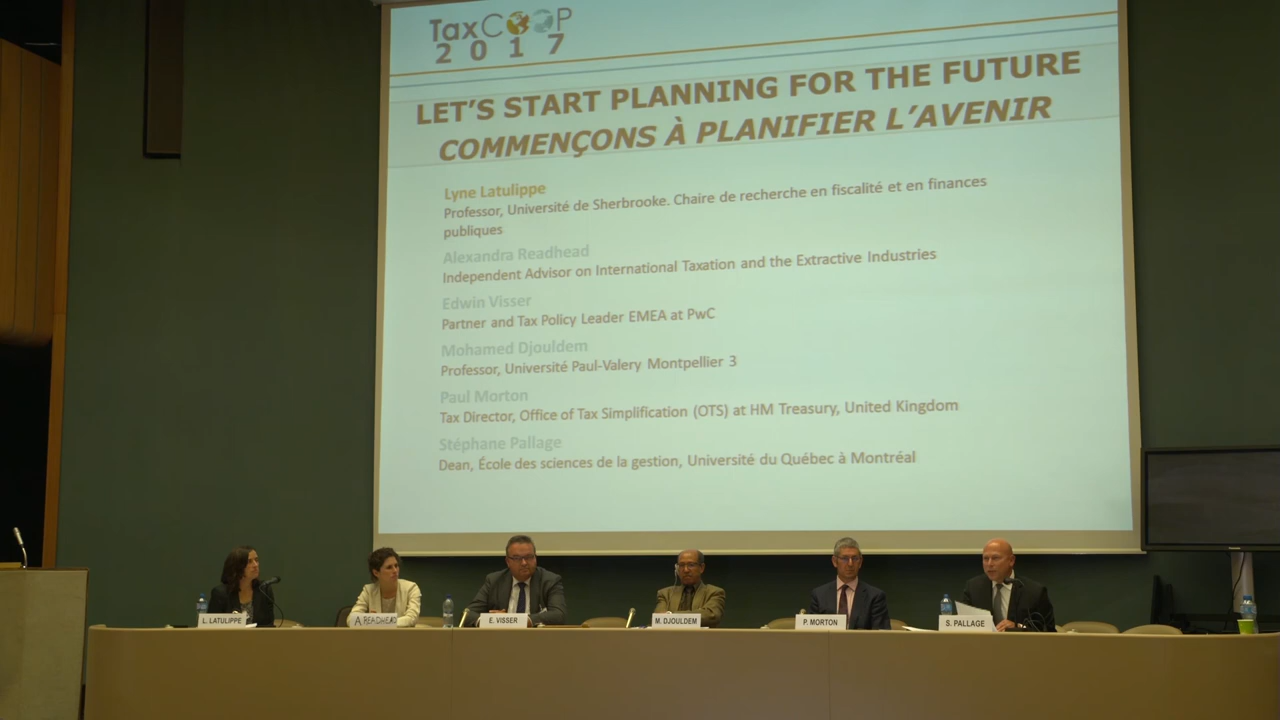 TaxCOOP
2017
LET'S START PLANNING FOR THE FUTURE
COMMENÇONS À PLANIFIER L'AVENIR
Lyne Latulippe
Professor, Université de Sherbrooke. Chaire de recherche en fiscalité et en finances
publiques
Alexandra Readhead
Independent Advisor on International Taxation and the Extractive Industries
Edwin Visser
Partner and Tax Policy Leader EMEA at PwC
Mohamed Djouldem
Professor, Université Paul-Valery Montpellier 3
Paul Morton
Tax Director, Office of Tax Simplification (OTS) at HM Treasury, United Kingdom
Stéphane Pallage
Dean, École des sciences de la gestion, Université du Québec à Montréal
L. LATULIPPE
A. READHEAD
E. VISSER
M. DJOULDEM
P. MORTON
S. PALLAGE